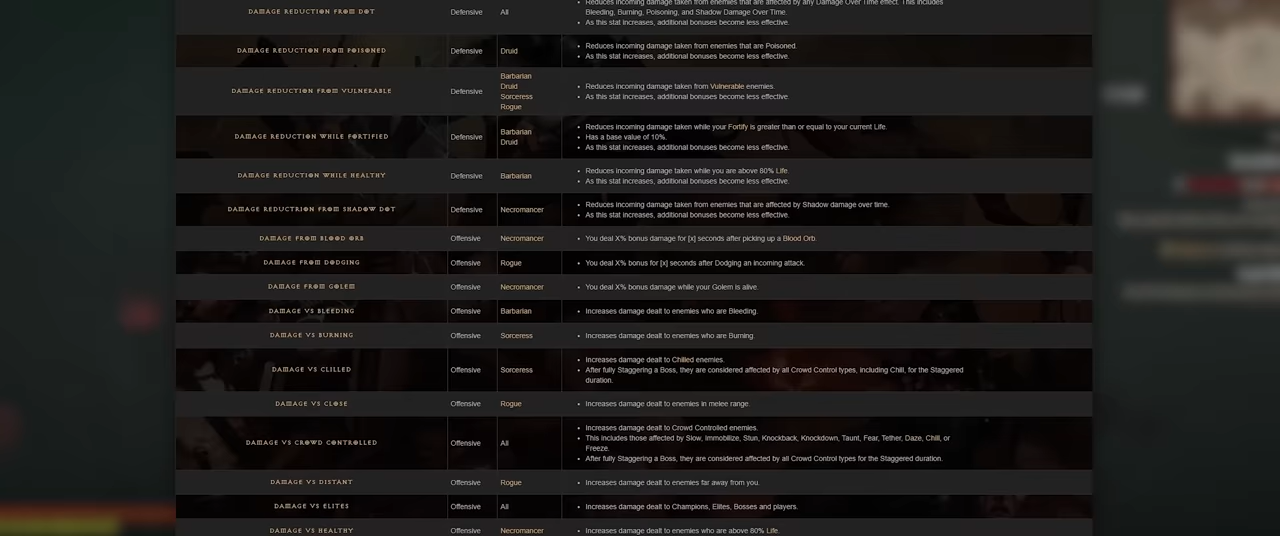 Reduces incoming damage taken from enemies that are affected by any Damage Over Time effect. This includes
DAMAGE REDUCTION FROM DOT Defensive All Bleeding, Burning, Poisoning, and Shadow Damage Over Time.
• As this stat increases, additional bonuses become less effective.
DAMAGE REDUCTION FROM POISONED Defensive Druid
• Reduces incoming damage taken from enemies that are Poisoned.
• As this stat increases, additional bonuses become less effective.
DAMAGE REDUCTION FROM VULNERABLE Defensive
Barbarian
Druid
Sorceress
Rogue
• Reduces incoming damage taken from Vulnerable enemies.
• As this stat increases, additional bonuses become less effective.
DAMAGE REDUCTION WHILE FORTIFIED Defensive
Barbarian
Druid
• Reduces incoming damage taken while your Fortify is greater than or equal to your current Life.
• Has a base value of 10%.
• As this stat increases, additional bonuses become less effective.
DAMAGE REDUCTION WHILE HEALTHY Defensive Barbarian
• Reduces incoming damage taken while you are above 80% Life.
• As this stat increases, additional bonuses become less effective.
DAMAGE REDUCTRION FROM SHADOW DOT Defensive Necromancer
• Reduces incoming damage taken from enemies that are affected by Shadow damage over time.
• As this stat increases, additional bonuses become less effective.
DAMAGE FROM BLOOD ORB Offensive Necromancer • You deal X% bonus damage for [x] seconds after picking up a Blood Orb.
DAMAGE FROM DODGING Offensive Rogue • You deal X% bonus for [x] seconds after Dodging an incoming attack.
DAMAGE FROM GOLEM Offensive Necromancer • You deal X% bonus damage while your Golem is alive.
DAMAGE VS BLEEDING Offensive Barbarian • Increases damage dealt to enemies who are Bleeding.
DAMAGE VS BURNING Offensive Sorceress • Increases damage dealt to enemies who are Burning.
DAMAGE VS CLILLED Offensive Sorceress
• Increases damage dealt to Chilled enemies.
• After fully Staggering a Boss, they are considered affected by all Crowd Control types, including Chill, for the Staggered
duration.
DAMAGE VS CLOSE Offensive Rogue • Increases damage dealt to enemies in melee range.
DAMAGE VS CROWD CONTROLLED Offensive All
• Increases damage dealt to Crowd Controlled enemies.
• This includes those affected by Slow, Immobilize, Stun, Knockback, Knockdown, Taunt, Fear, Tether, Daze, Chill, or
Freeze.
• After fully Staggering a Boss, they are considered affected by all Crowd Control types for the Staggered duration.
DAMAGE VS DISTANT Offensive Rogue • Increases damage dealt to enemies far away from you.
DAMAGE VS ELITES Offensive All • Increases damage dealt to Champions, Elites, Bosses and players.
DAMAGE VS HEALTHY Offensive Necromancer • Increases damage dealt to enemies who are above 80% Life.